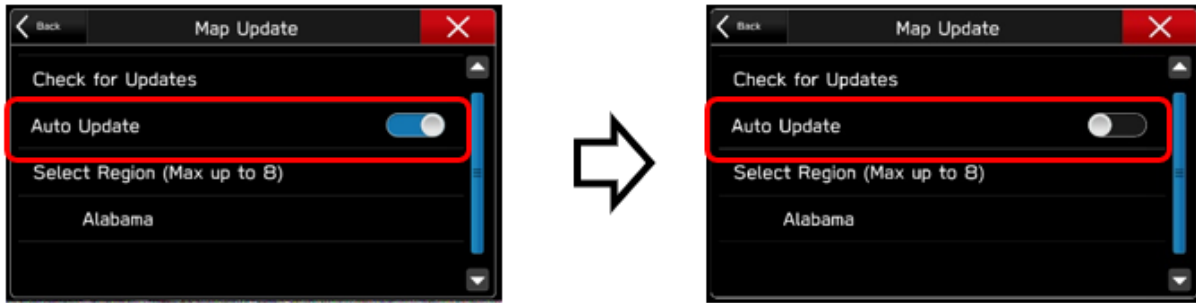 Back Map Update
Check for Updates
Auto Update
Select Region (Max up to 8)
Alabama
Back Map Update
Check for Updates
Auto Update
Select Region (Max up to 8)
Alabama